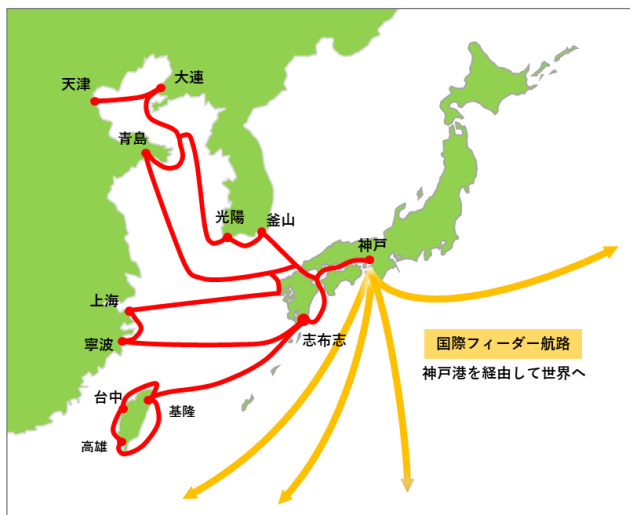 天津
大連
青島
光陽
釜山
神戸
上海
寧波
志布志
台中
基隆
高雄
国際フィーダー航路
神戸港を経由して世界へ